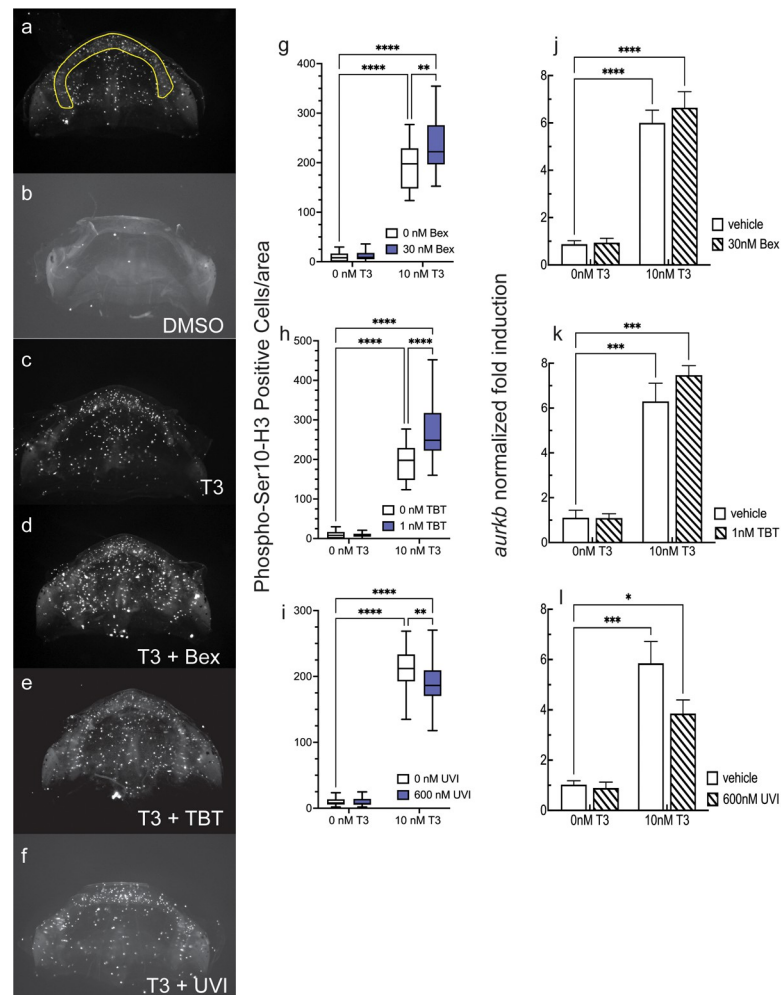 a
b
DMSO
c
T3
d
T3 + Bex
e
T3 + TBT
f
T3 + UVI
Phospho-Ser10-H3 Positive Cells/area
g
****
****
**
400
300
200
100
0
0 nM Bex
30 nM Bex
0 nM T3
10 nM T3
h
****
****
****
500
400
300
200
100
0
0 nM TBT
1 nM TBT
0 nM T3
10 nM T3
i
****
****
**
300
200
100
0
0 nM UVI
600 nM UVI
0 nM T3
10 nM T3
aurkb normalized fold induction
j
****
****
8
6
4
2
0
vehicle
30nM Bex
0nM T3
10nM T3
k
***
***
8
6
4
2
0
vehicle
1nM TBT
0nM T3
10nM T3
l
*
***
8
6
4
2
0
vehicle
600nM UVI
0nM T3
10nM T3